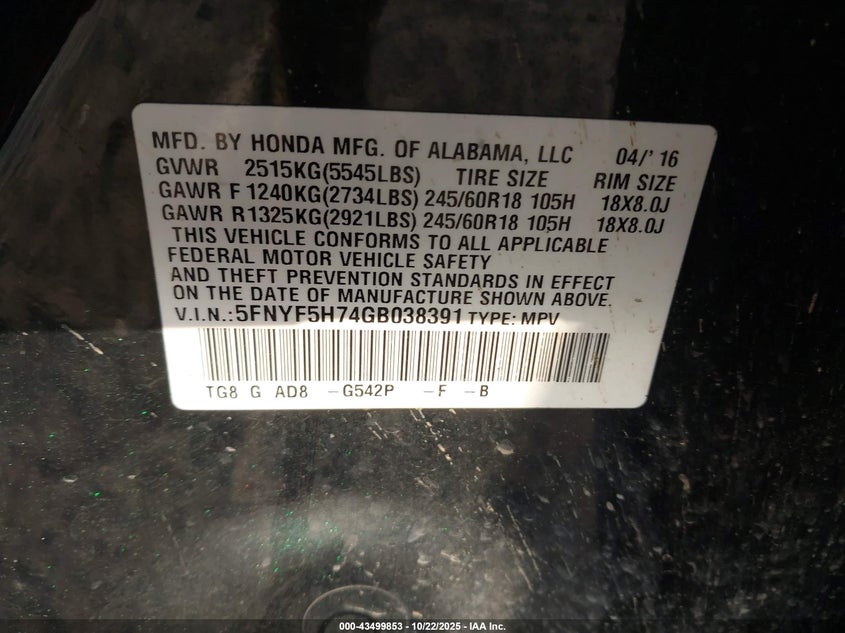 MFD. BY HONDA MFG. OF ALABAMA, LLC 04/'16
GVWR 2515KG(5545LBS) TIRE SIZE RIM SIZE
GAWR F 1240KG(2734LBS) 245/60R18 105H 18X8.0J
GAWR R 1325KG(2921LBS) 245/60R18 105H 18X8.0J
THIS VEHICLE CONFORMS TO ALL APPLICABLE
FEDERAL MOTOR VEHICLE SAFETY
AND THEFT PREVENTION STANDARDS IN EFFECT
ON THE DATE OF MANUFACTURE SHOWN ABOVE.
V.I.N.:5FNYF5H74GB038391 TYPE: MPV
TG8 G AD8 -G542P -F -B
000-43499853 - 10/22/2025 - IAA Inc.